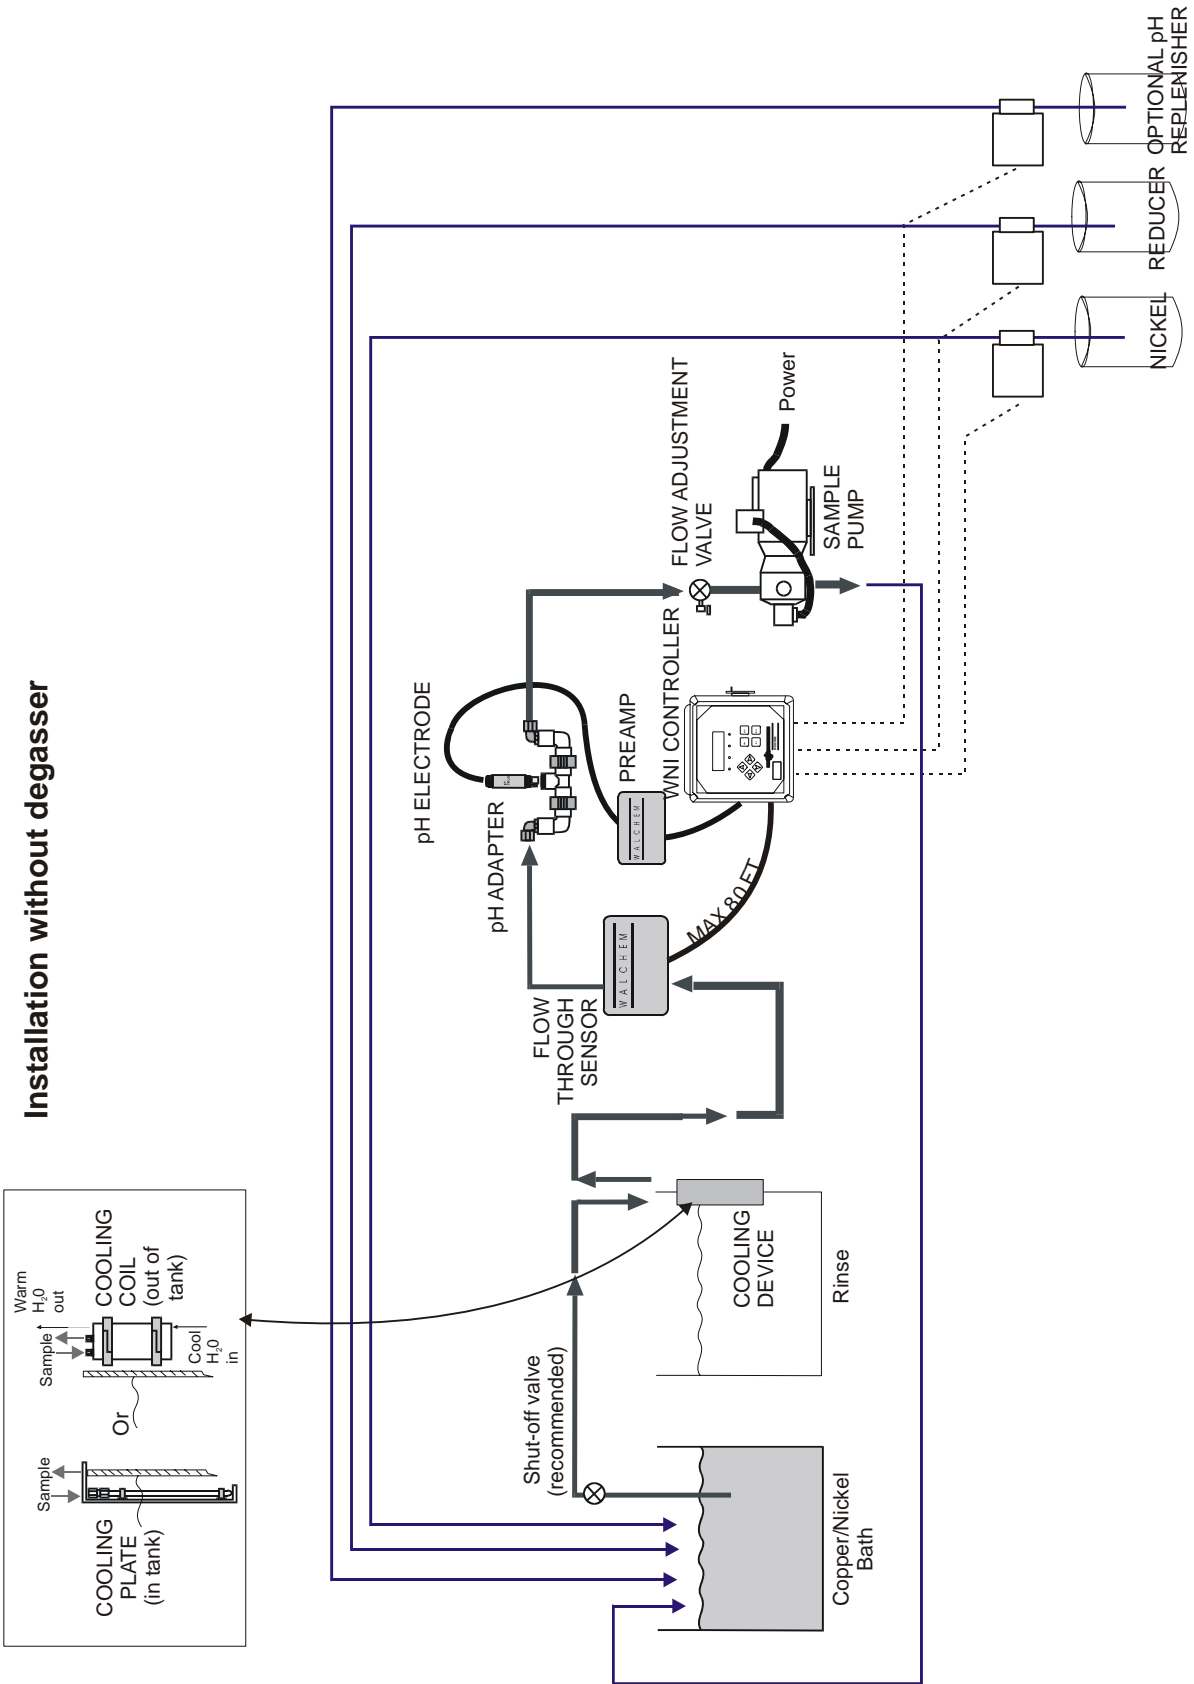 Installation without degasser
Sample
COOLING
PLATE
(in tank)
Or
Sample
Warm
H₂0
out
COOLING
COIL
(out of
tank)
Cool
H₂0
in
Shut-off valve
(recommended)
Copper/Nickel
Bath
COOLING
DEVICE
Rinse
FLOW
THROUGH
SENSOR
WALCHEM
MAX 80 FT
pH ADAPTER
pH ELECTRODE
PREAMP
WALCHEM
WNI CONTROLLER
FLOW ADJUSTMENT
VALVE
SAMPLE
PUMP
Power
NICKEL
REDUCER
OPTIONAL pH
REPLENISHER